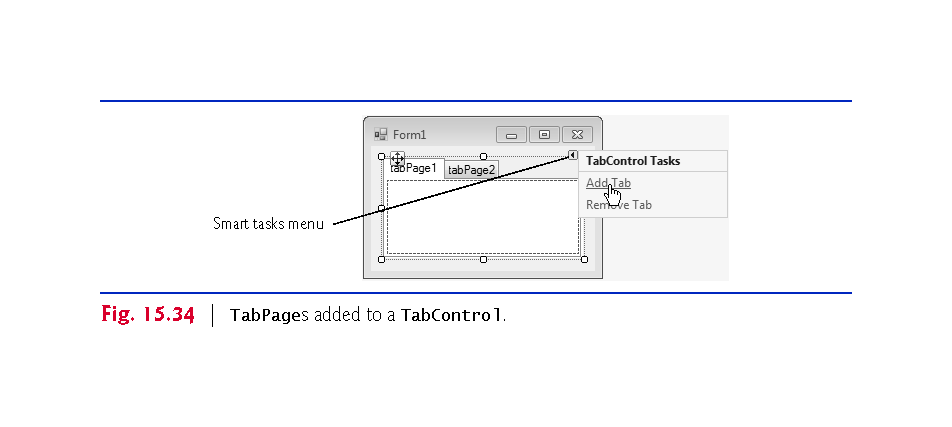 Form1
TabControl Tasks
tabPage1 tabPage2
Add Tab
Remove Tab
Smart tasks menu
Fig. 15.34 | TabPages added to a TabControl.